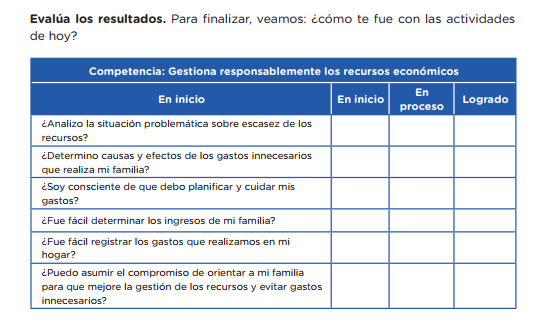 Evalúa los resultados. Para finalizar, veamos: ¿cómo te fue con las actividades
de hoy?
Competencia: Gestiona responsablemente los recursos económicos
En inicio
En inicio
En
proceso
Logrado
¿Analizo la situación problemática sobre escasez de los
recursos?
¿Determino causas y efectos de los gastos innecesarios
que realiza mi familia?
¿Soy consciente de que debo planificar y cuidar mis
gastos?
¿Fue fácil determinar los ingresos de mi familia?
¿Fue fácil registrar los gastos que realizamos en mi
hogar?
¿Puedo asumir el compromiso de orientar a mi familia
para que mejore la gestión de los recursos y evitar gastos
innecesarios?